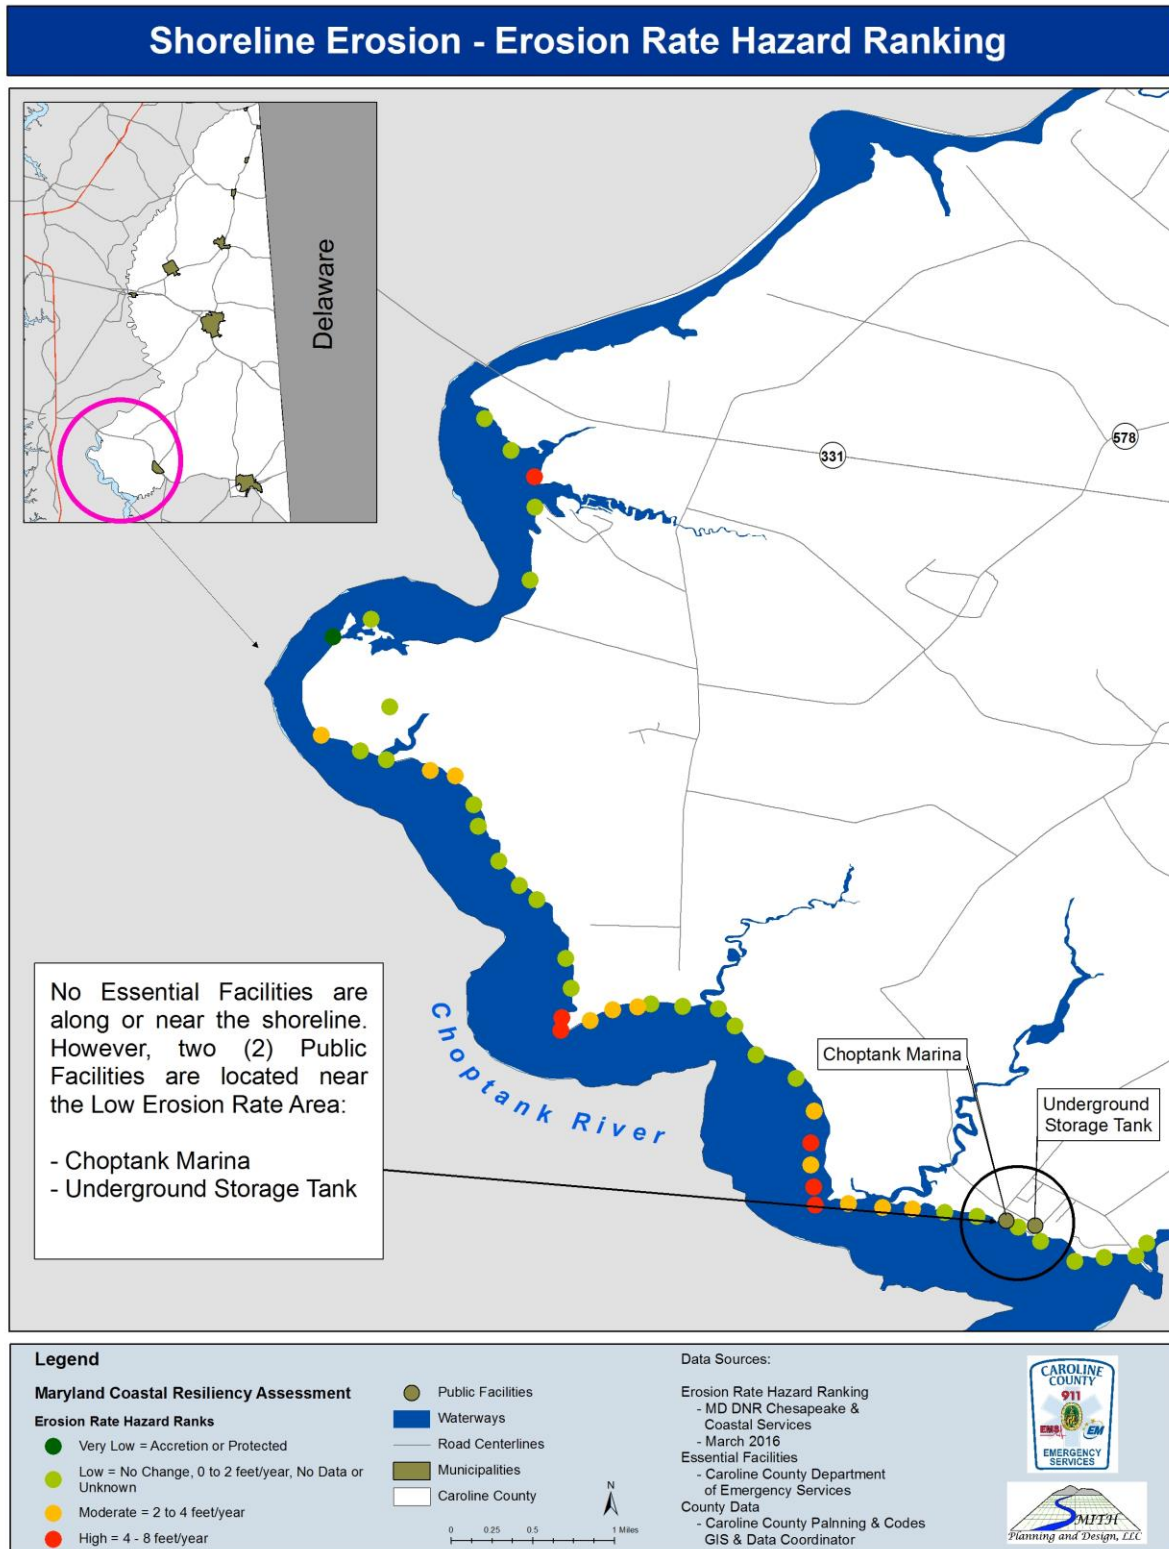 Shoreline Erosion - Erosion Rate Hazard Ranking
Delaware
331
578
No Essential Facilities are
along or near the shoreline.
However, two (2) Public
Facilities are located near
the Low Erosion Rate Area:
- Choptank Marina
- Underground Storage Tank
Choptank River
Choptank Marina
Underground
Storage Tank
Legend
Maryland Coastal Resiliency Assessment
Erosion Rate Hazard Ranks
Very Low = Accretion or Protected
Low = No Change, 0 to 2 feet/year, No Data or
Unknown
Moderate = 2 to 4 feet/year
High = 4 - 8 feet/year
Public Facilities
Waterways
Road Centerlines
Municipalities
Caroline County
N
0 0.25 0.5 1 Miles
Data Sources:
Erosion Rate Hazard Ranking
- MD DNR Chesapeake &
Coastal Services
- March 2016
Essential Facilities
- Caroline County Department
of Emergency Services
County Data
- Caroline County Palnning & Codes
GIS & Data Coordinator
CAROLINE
COUNTY
911
EMS
EM
EMERGENCY
SERVICES
SMITH
Planning and Design, LLC